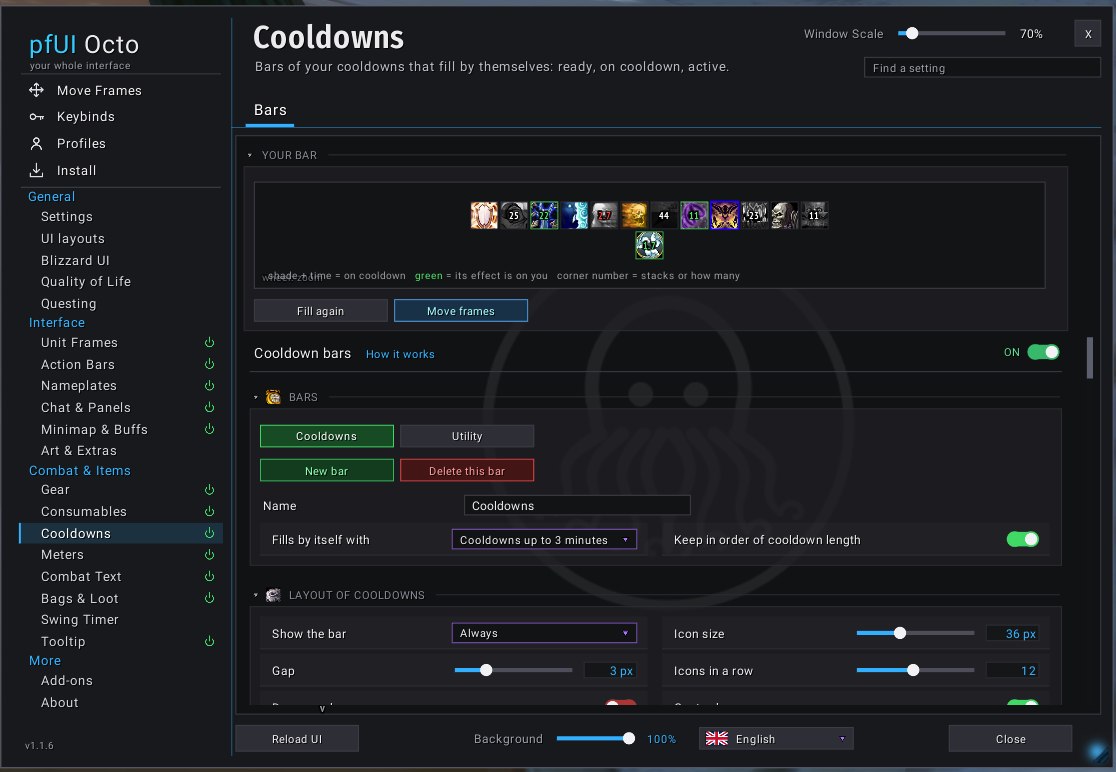 pfUI Octo
your whole interface
Move Frames
Keybinds
Profiles
Install
General
Settings
UI layouts
Blizzard UI
Quality of Life
Questing
Interface
Unit Frames
Action Bars
Nameplates
Chat & Panels
Minimap & Buffs
Art & Extras
Combat & Items
Gear
Consumables
Cooldowns
Meters
Combat Text
Bags & Loot
Swing Timer
Tooltip
More
Add-ons
About
v1.1.6
Cooldowns
Bars of your cooldowns that fill by themselves: ready, on cooldown, active.
Window Scale 70% X
Find a setting
Bars
YOUR BAR
25 22 7.7 44 11 23 11
1.7
shade + time = on cooldown green = its effect is on you corner number = stacks or how many
Fill again Move frames
Cooldown bars How it works ON
BARS
Cooldowns Utility
New bar Delete this bar
Name Cooldowns
Fills by itself with Cooldowns up to 3 minutes Keep in order of cooldown length
LAYOUT OF COOLDOWNS
Show the bar Always Icon size 36 px
Gap 3 px Icons in a row 12
Reload UI Background 100% English Close